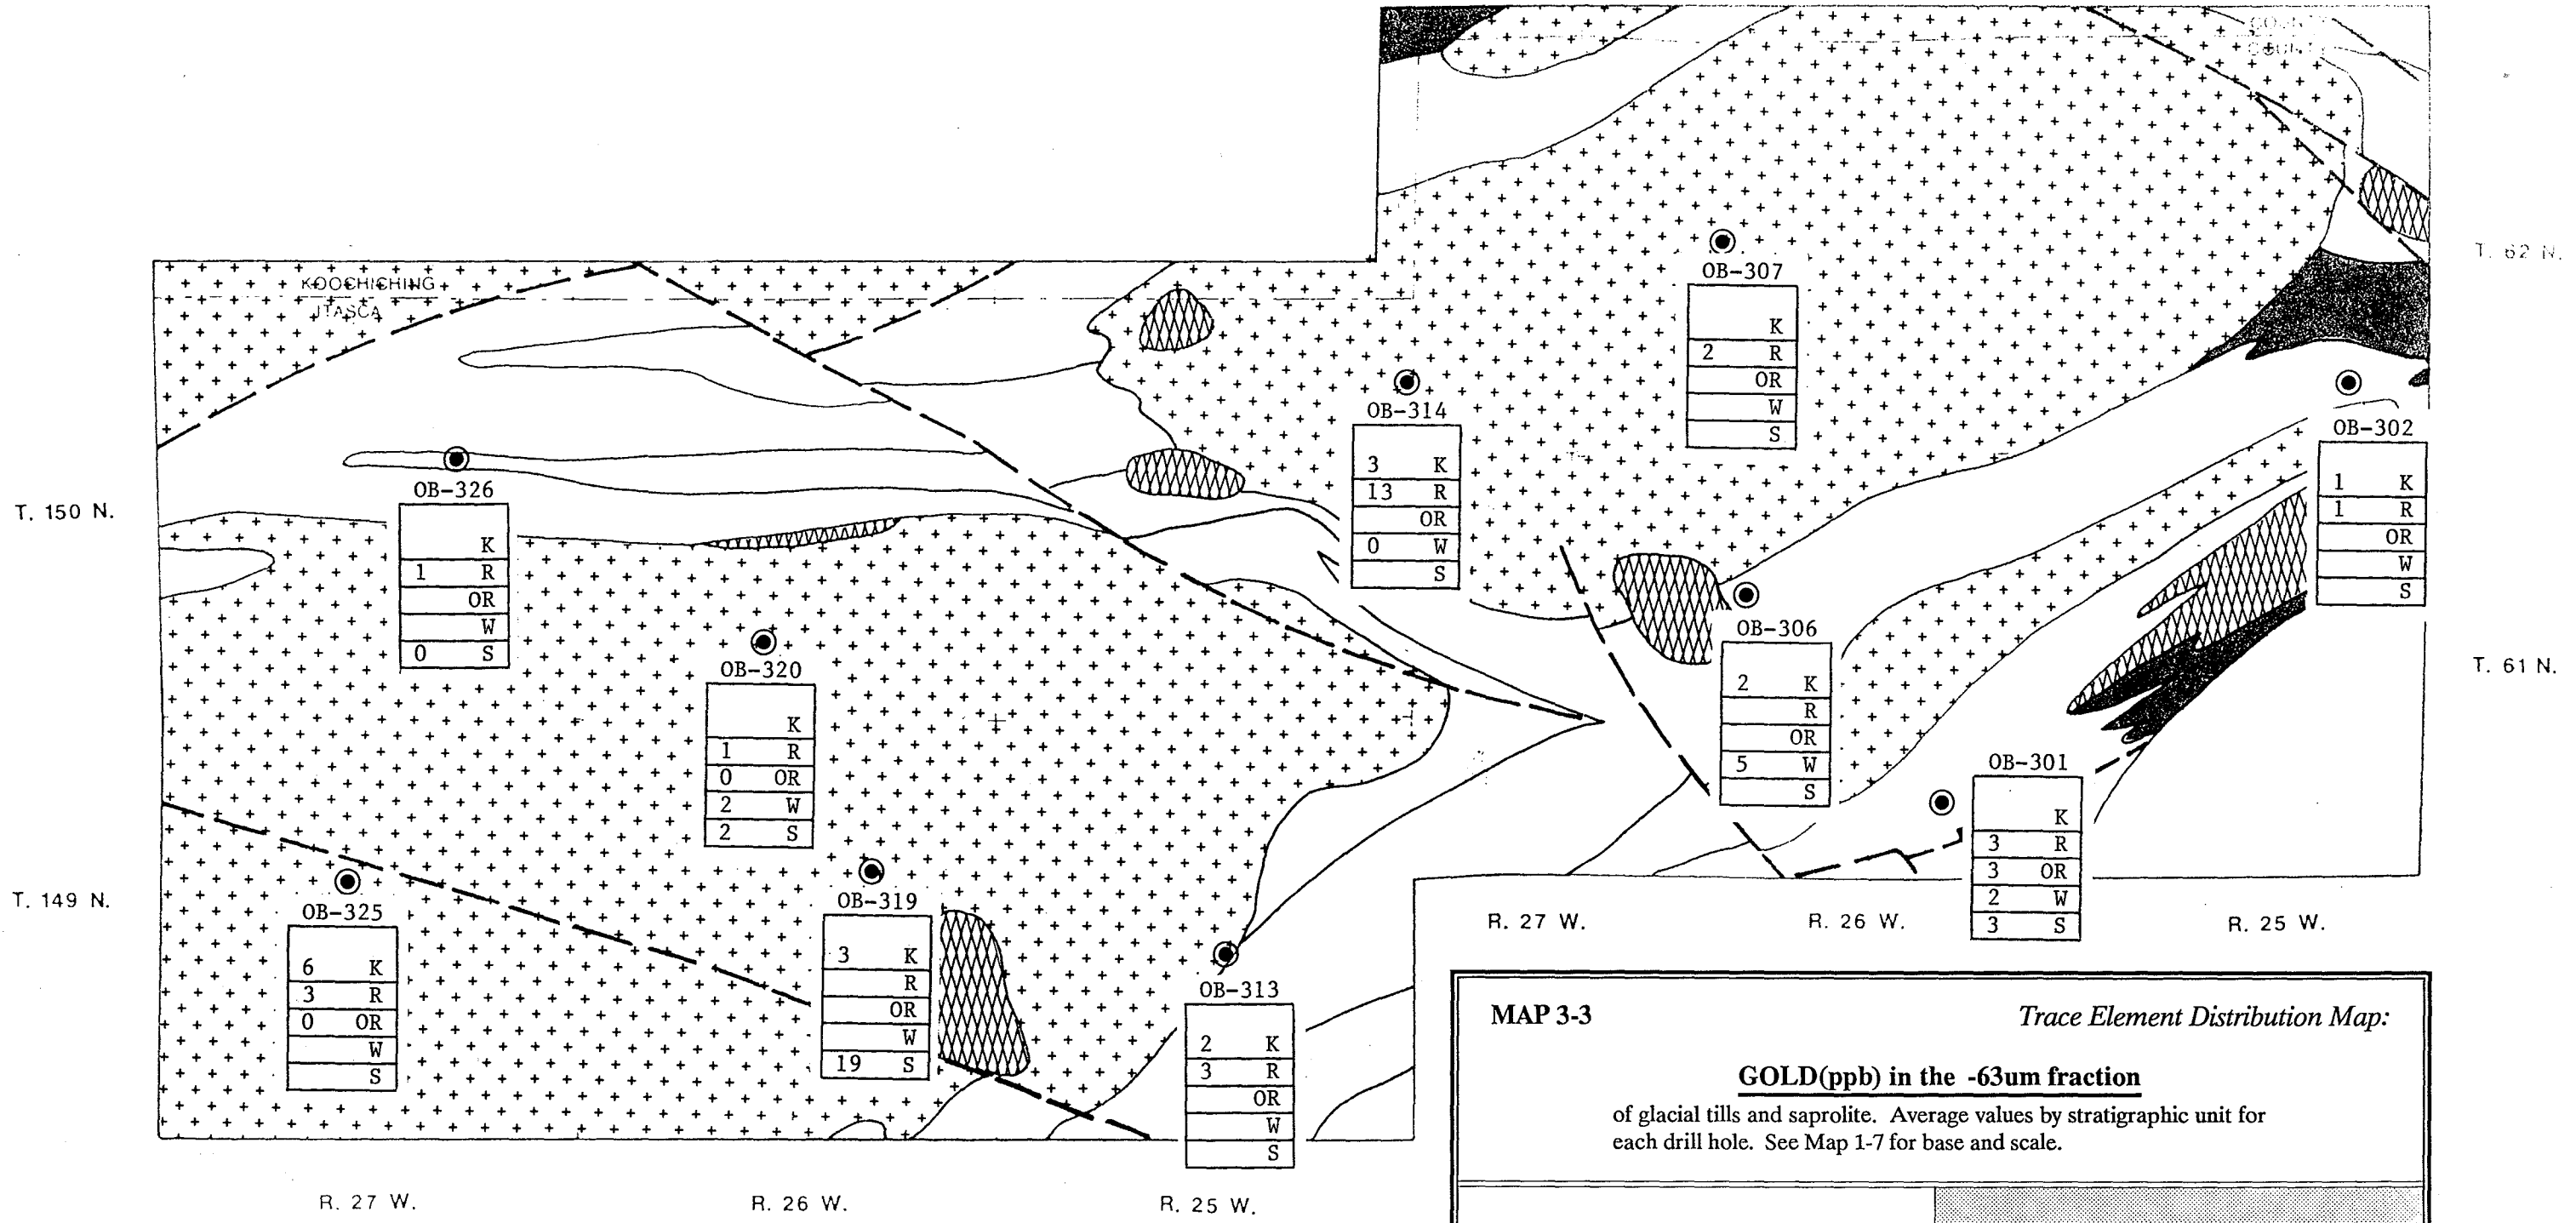 COUNTY
COUNTY
T. 62 N.
KOOCHICHING
ITASCA
OB-307
K
2 R
OR
W
S
OB-314
3 K
13 R
OR
0 W
S
OB-302
1 K
1 R
OR
W
S
T. 150 N.
OB-326
K
1 R
OR
W
0 S
OB-320
K
1 R
0 OR
2 W
2 S
OB-306
2 K
R
OR
5 W
S
T. 61 N.
OB-301
K
3 R
3 OR
2 W
3 S
T. 149 N.
OB-325
6 K
3 R
0 OR
W
S
OB-319
3 K
R
OR
W
19 S
OB-313
2 K
3 R
OR
W
S
R. 27 W.
R. 26 W.
R. 25 W.
MAP 3-3
Trace Element Distribution Map:
GOLD(ppb) in the -63um fraction
of glacial tills and saprolite. Average values by stratigraphic unit for
each drill hole. See Map 1-7 for base and scale.
R. 27 W.
R. 26 W.
R. 25 W.